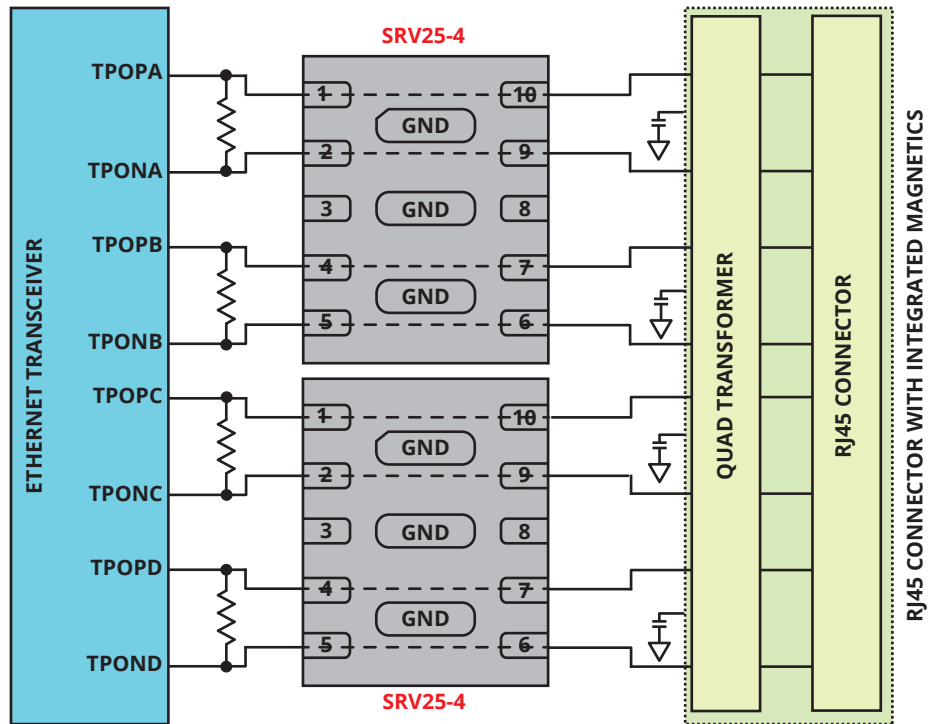 SRV25-4
TPOPA
TPONA
TPOPB
TPONB
TPOPC
TPONC
TPOPD
TPOND
ETHERNET TRANSCEIVER
1 10
GND
2 9
3 GND 8
4 7
GND
5 6
1 10
GND
2 9
3 GND 8
4 7
GND
5 6
SRV25-4
QUAD TRANSFORMER
RJ45 CONNECTOR
RJ45 CONNECTOR WITH INTEGRATED MAGNETICS